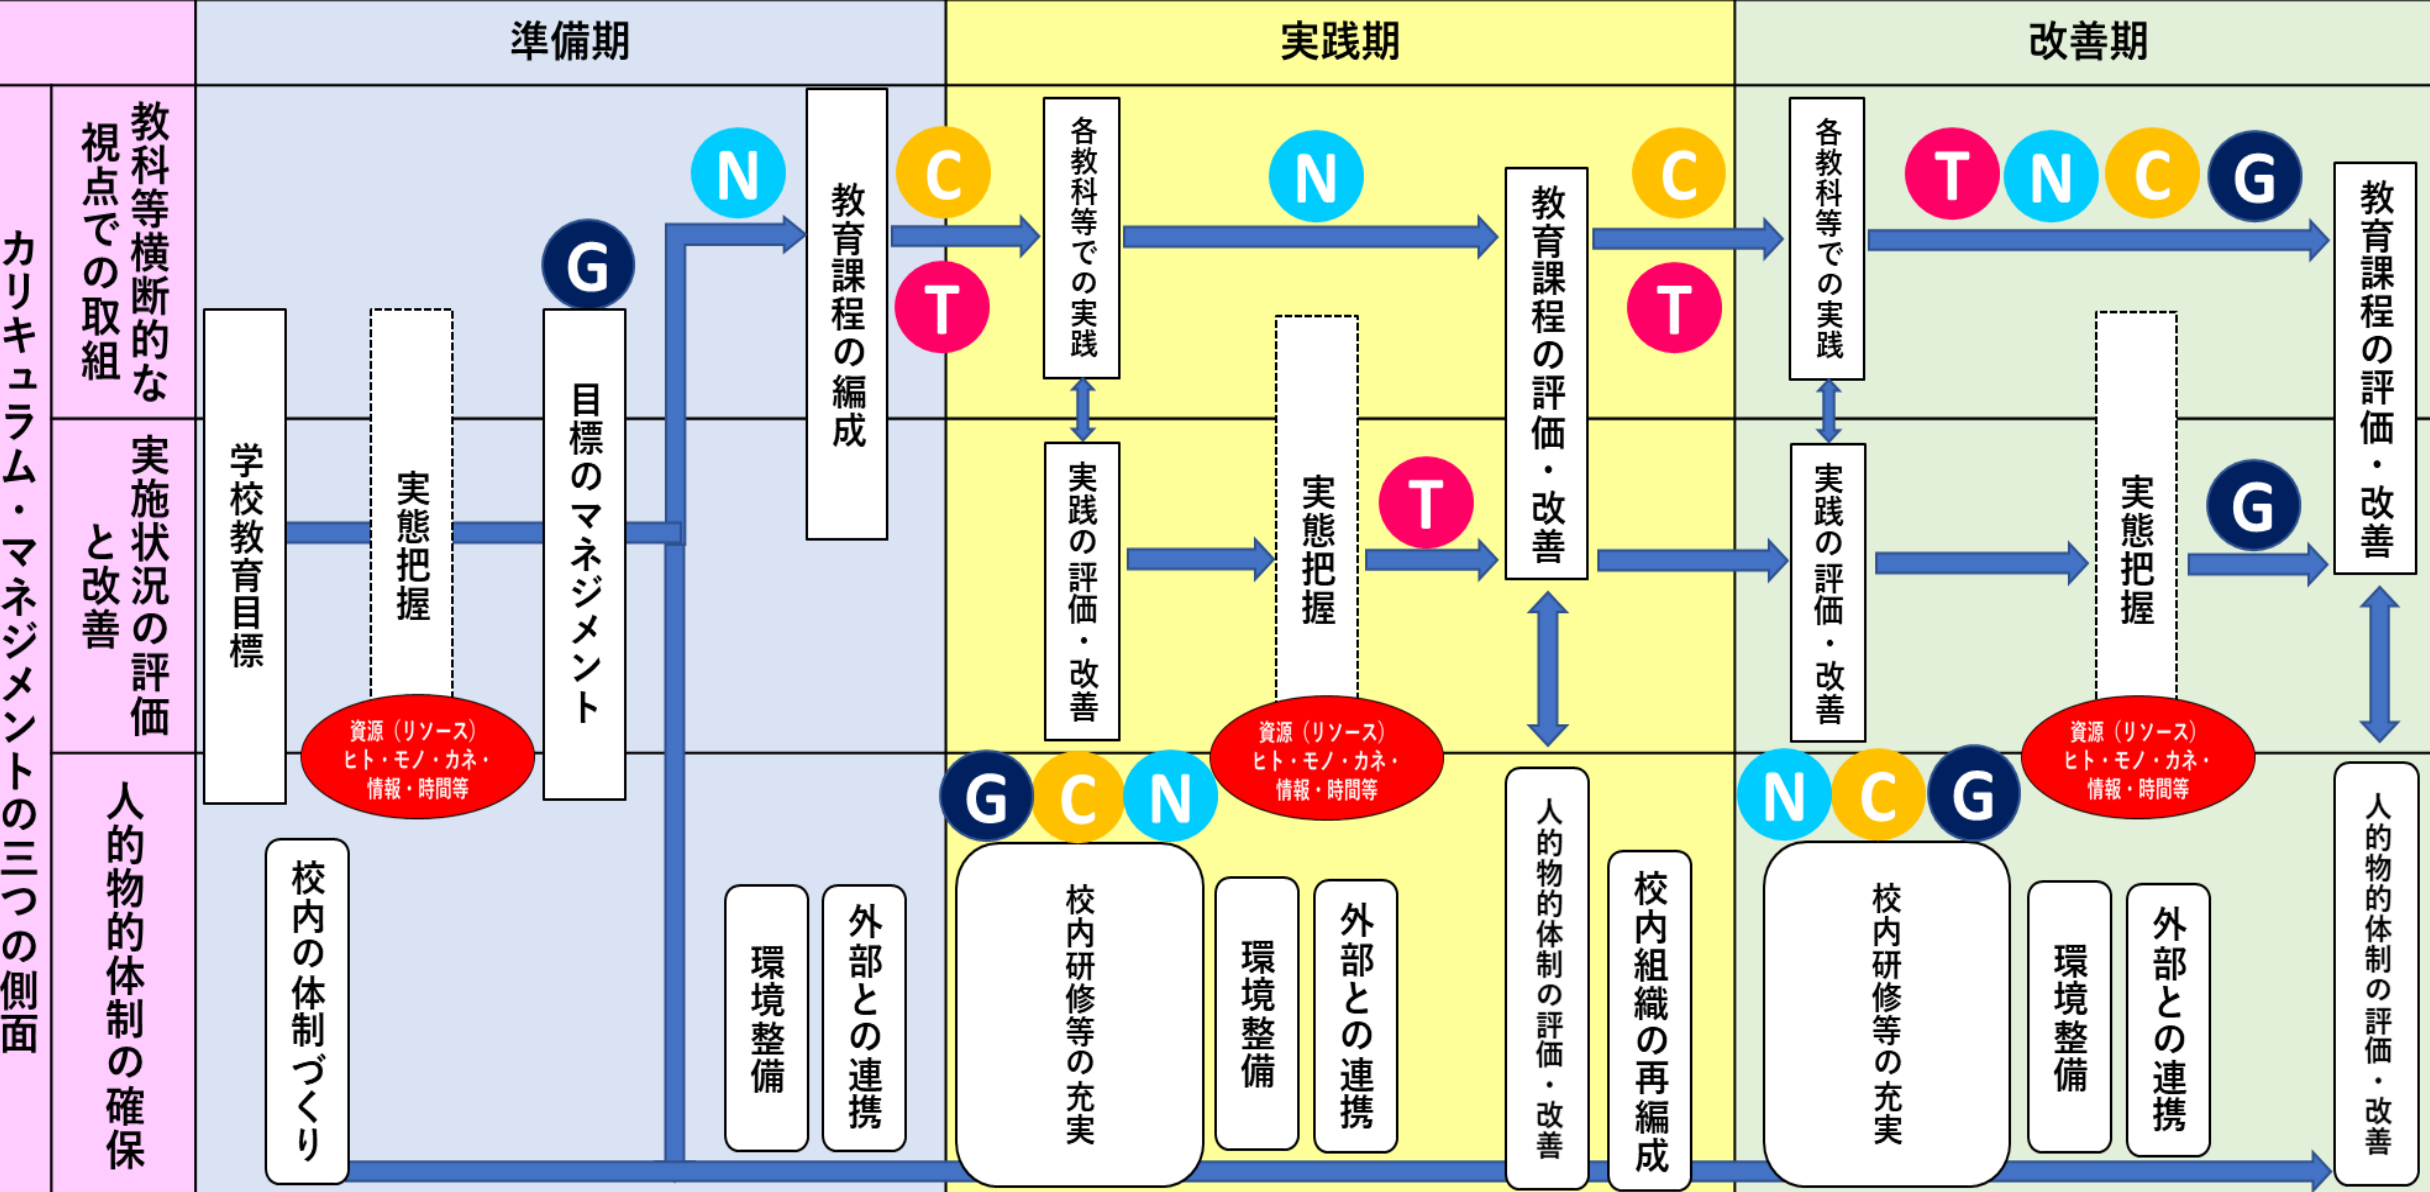 準備期
実践期
改善期
カリキュラム・マネジメントの三つの側面
教科等横断的な
視点での取組
実施状況の評価
と改善
人的物的体制の確保
学校教育目標
実態把握
資源（リソース）
ヒト・モノ・カネ・
情報・時間等
G
目標のマネジメント
N
教育課程の編成
C
T
校内の体制づくり
環境整備
外部との連携
各教科等での実践
N
実践の評価・改善
実態把握
資源（リソース）
ヒト・モノ・カネ・
情報・時間等
T
教育課程の評価・改善
C
T
G
C
N
校内研修等の充実
環境整備
外部との連携
人的物的体制の評価・改善
校内組織の再編成
各教科等での実践
T
N
C
G
実践の評価・改善
実態把握
資源（リソース）
ヒト・モノ・カネ・
情報・時間等
G
教育課程の評価・改善
N
C
G
校内研修等の充実
環境整備
外部との連携
人的物的体制の評価・改善